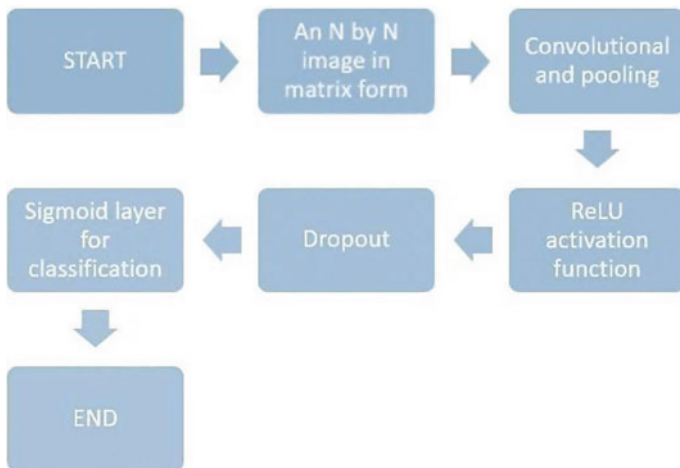 START
An N by N
image in
matrix form
Convolutional
and pooling
ReLU
activation
function
Dropout
Sigmoid layer
for
classification
END